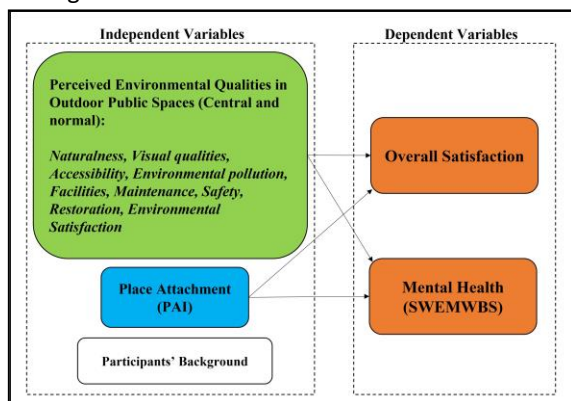 Independent Variables
Perceived Environmental Qualities in
Outdoor Public Spaces (Central and
normal):
Naturalness, Visual qualities,
Accessibility, Environmental pollution,
Facilities, Maintenance, Safety,
Restoration, Environmental
Satisfaction
Place Attachment
(PAI)
Participants' Background
Dependent Variables
Overall Satisfaction
Mental Health
(SWEMWBS)